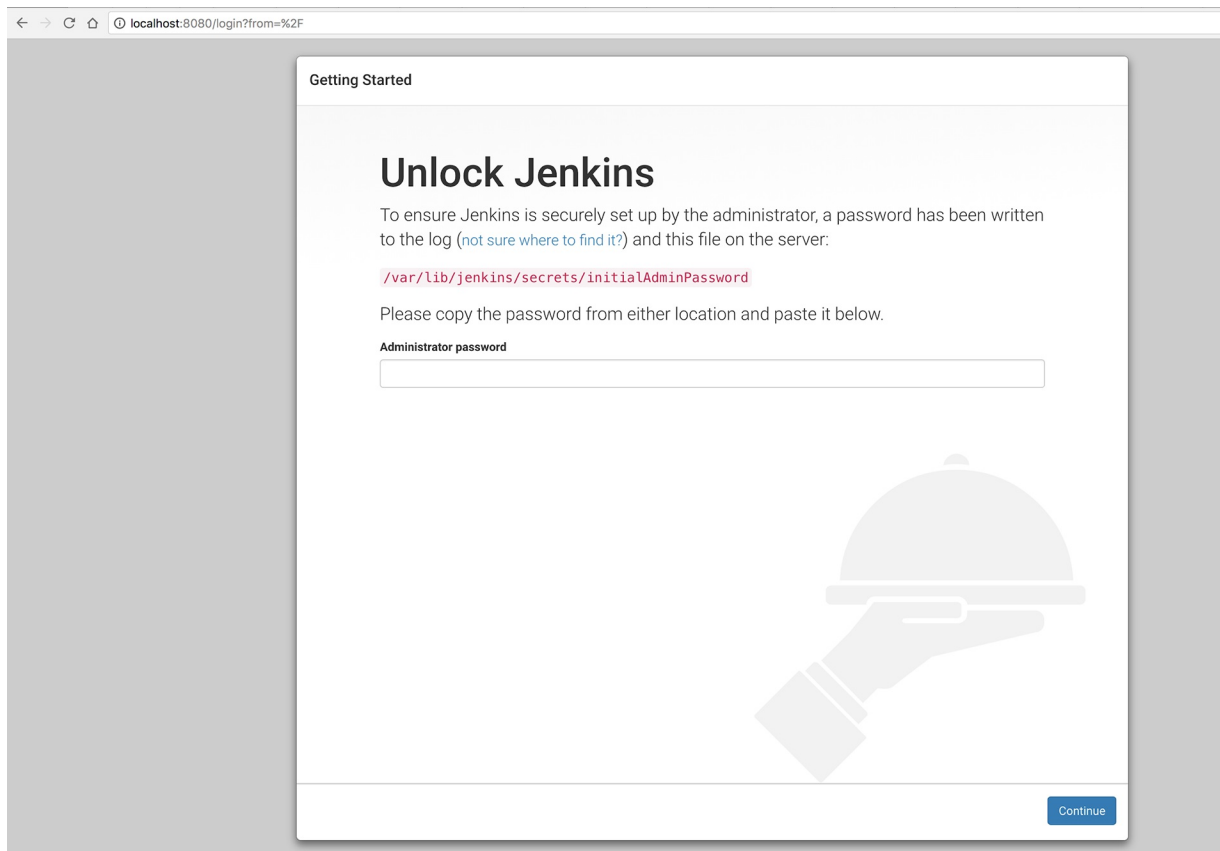 localhost:8080/login?from=%2F
Getting Started
Unlock Jenkins
To ensure Jenkins is securely set up by the administrator, a password has been written
to the log (not sure where to find it?) and this file on the server:
/var/lib/jenkins/secrets/initialAdminPassword
Please copy the password from either location and paste it below.
Administrator password
Continue